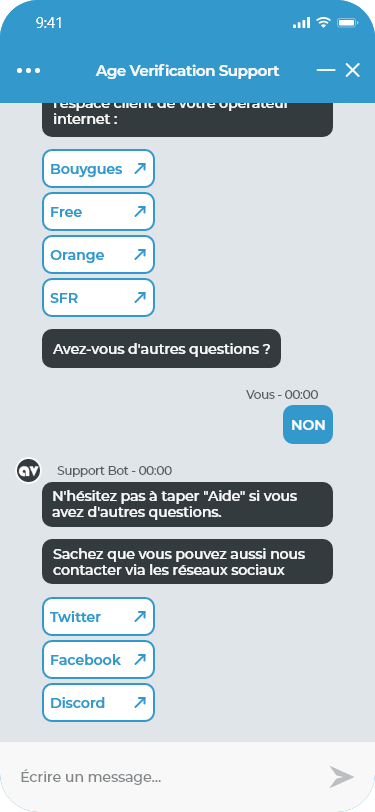 9:41
Age Verification Support
l'espace client de votre opérateur
internet :
Bouygues
Free
Orange
SFR
Avez-vous d'autres questions ?
Vous - 00:00
NON
av
Support Bot - 00:00
N'hésitez pas à taper "Aide" si vous
avez d'autres questions.
Sachez que vous pouvez aussi nous
contacter via les réseaux sociaux
Twitter
Facebook
Discord
Écrire un message...